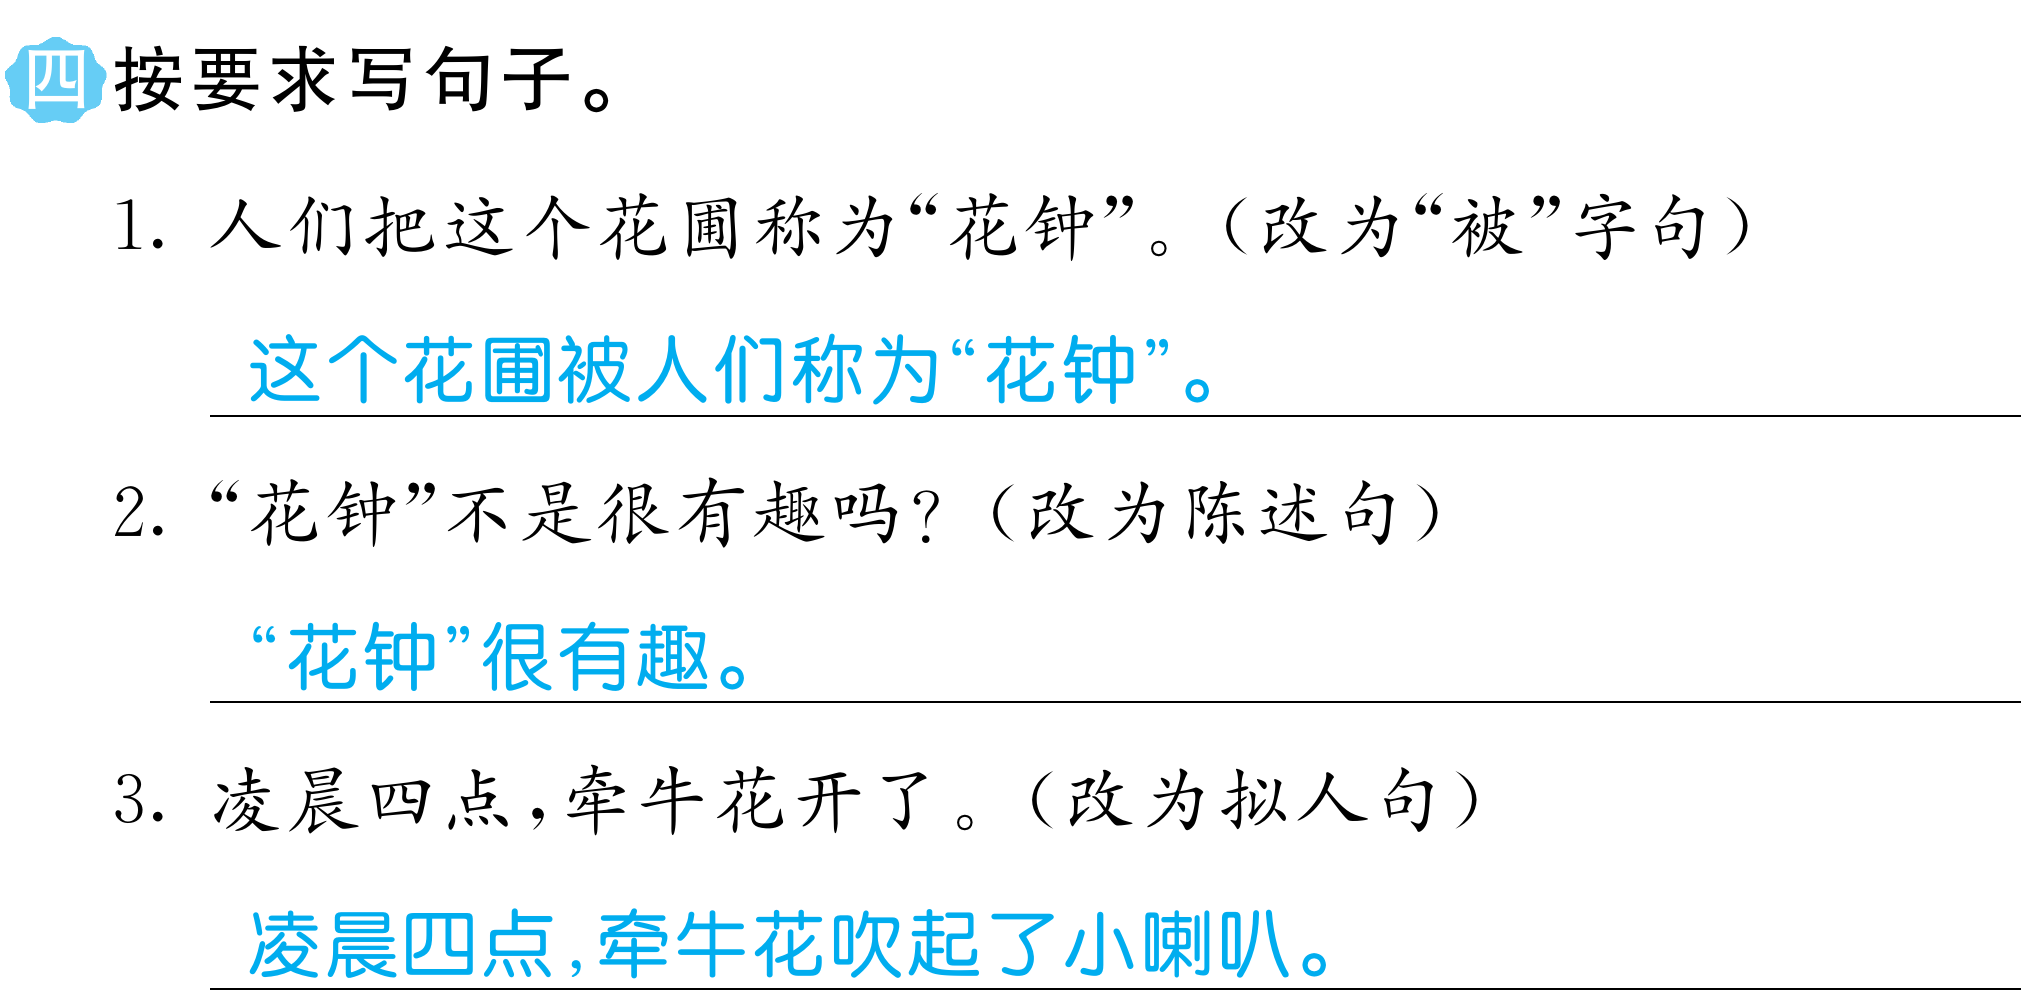 四 按要求写句子。
1. 人们把这个花圃称为“花钟”。(改为“被”字句)
这个花圃被人们称为“花钟”。
2. “花钟”不是很有趣吗?(改为陈述句)
“花钟”很有趣。
3. 凌晨四点,牵牛花开了。(改为拟人句)
凌晨四点,牵牛花吹起了小喇叭。